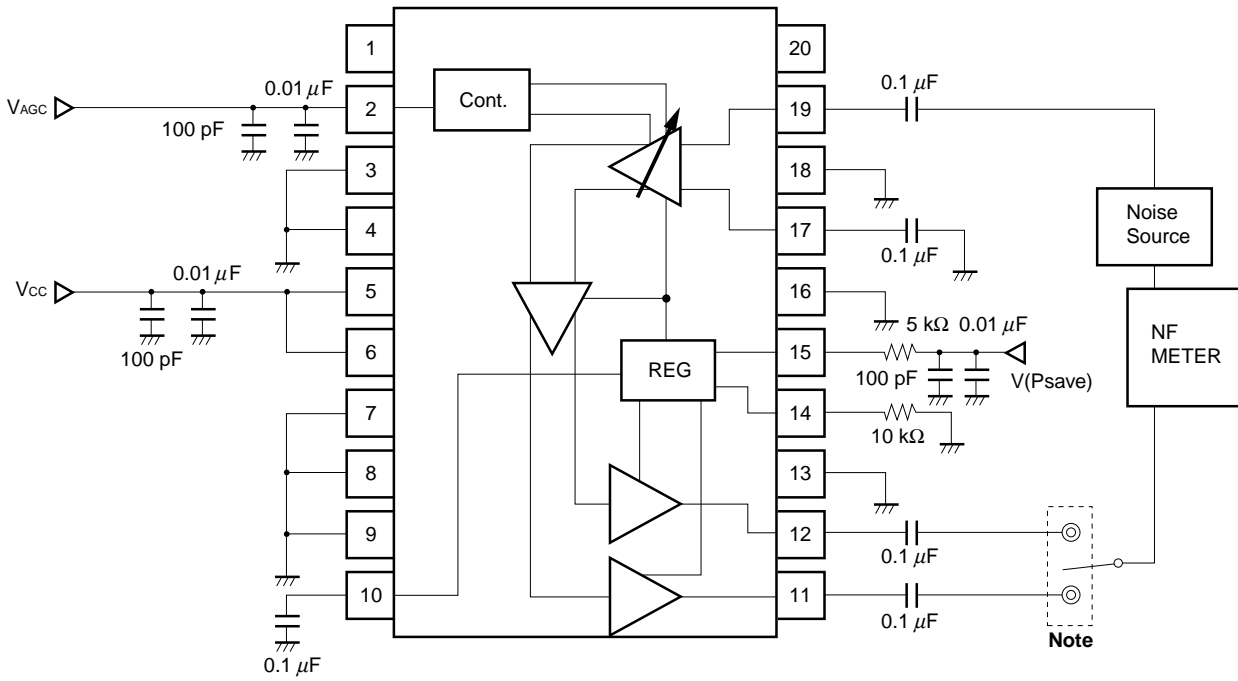 1
20
0.01 μF
0.1 μF
VAGC
2
Cont.
19
100 pF
3
18
4
17
Noise
Source
0.1 μF
0.01 μF
VCC
5
16
100 pF
6
5 kΩ
0.01 μF
15
REG
100 pF
V(Psave)
NF
METER
7
14
10 kΩ
8
13
9
12
0.1 μF
10
11
0.1 μF
Note
0.1 μF